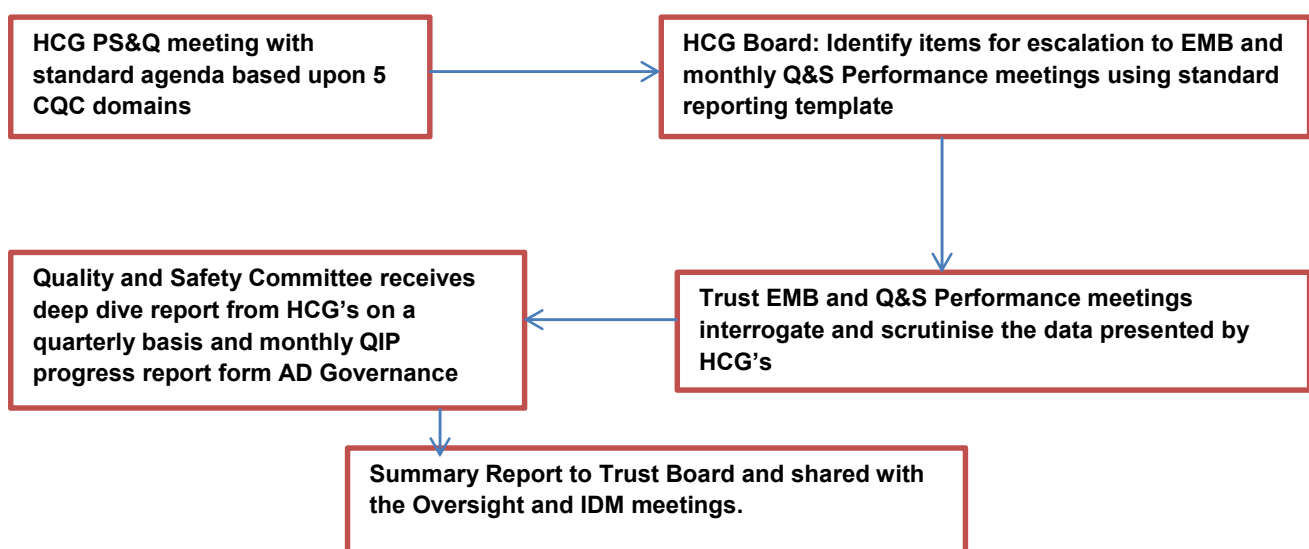 HCG PS&Q meeting with
standard agenda based upon 5
CQC domains
HCG Board: Identify items for escalation to EMB and
monthly Q&S Performance meetings using standard
reporting template
Trust EMB and Q&S Performance meetings
interrogate and scrutinise the data presented by
HCG’s
Quality and Safety Committee receives
deep dive report from HCG’s on a
quarterly basis and monthly QIP
progress report form AD Governance
Summary Report to Trust Board and shared with
the Oversight and IDM meetings.